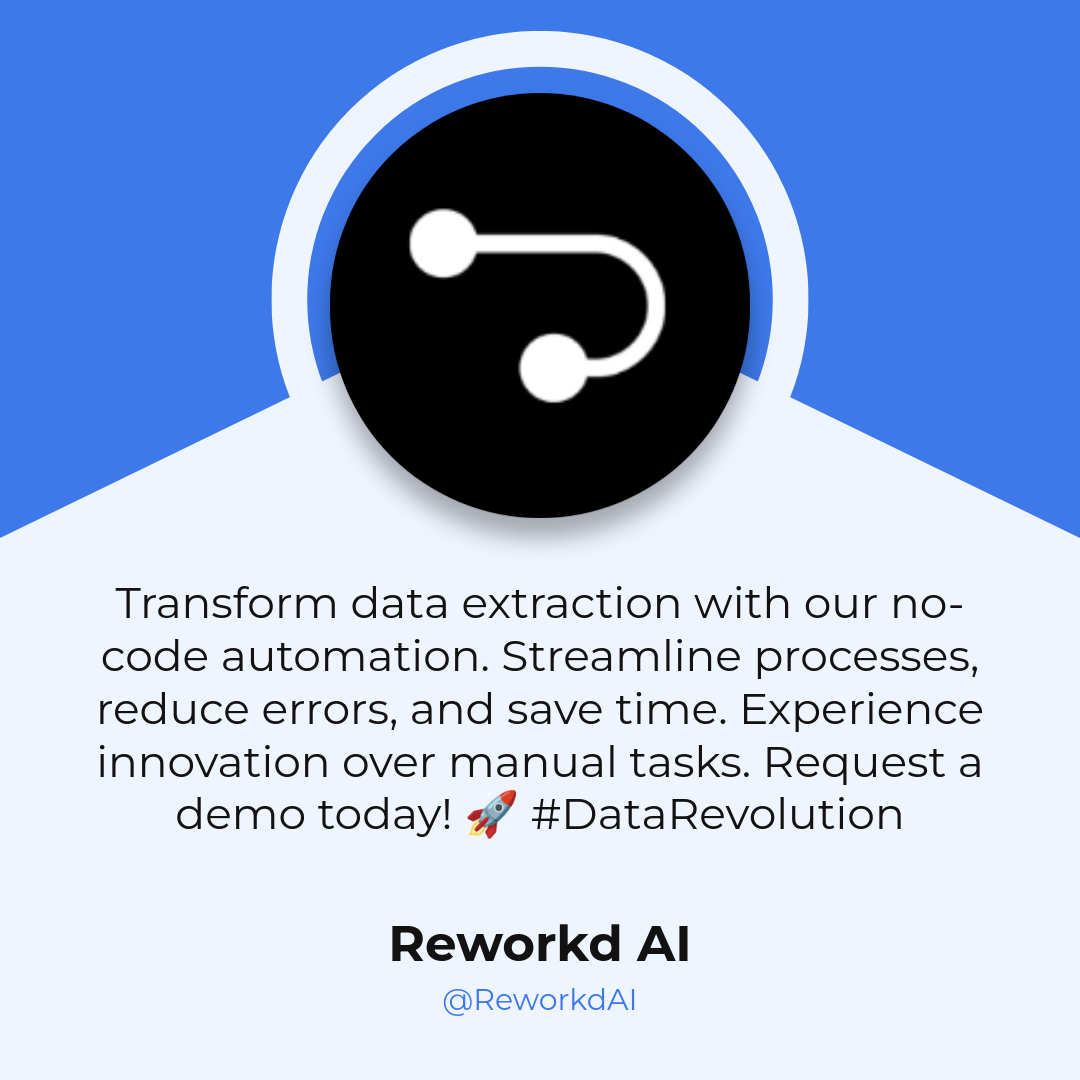 Transform data extraction with our no-
code automation. Streamline processes,
reduce errors, and save time. Experience
innovation over manual tasks. Request a
demo today! 🚀 #DataRevolution
Reworkd AI
@ReworkdAI